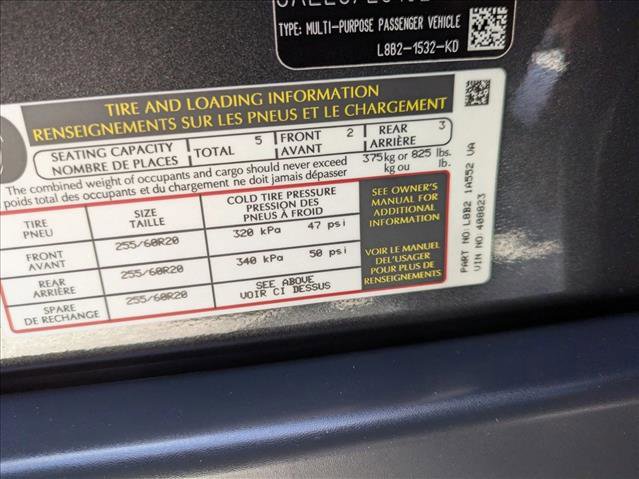 TYPE: MULTI-PURPOSE PASSENGER VEHICLE
L8B2-1532-KD
TIRE AND LOADING INFORMATION
RENSEIGNEMENTS SUR LES PNEUS ET LE CHARGEMENT
SEATING CAPACITY
NOMBRE DE PLACES
TOTAL 5
FRONT
AVANT 2
REAR
ARRIÈRE 3
The combined weight of occupants and cargo should never exceed 375kg or 825 lbs.
poids total des occupants et du chargement ne doit jamais dépasser kg ou lb.
TIRE
PNEU
SIZE
TAILLE
COLD TIRE PRESSURE
PRESSION DES
PNEUS À FROID
FRONT
AVANT
255/60R20
320 kPa 47 psi
REAR
ARRIÈRE
255/60R20
340 kPa 50 psi
SPARE
DE RECHANGE
255/60R20
SEE ABOVE
VOIR CI DESSUS
SEE OWNER'S
MANUAL FOR
ADDITIONAL
INFORMATION
VOIR LE MANUEL
DEL'USAGER
POUR PLUS DE
RENSEIGNEMENTS
PART NO L8B2 1A552 VA
VIN NO 408823